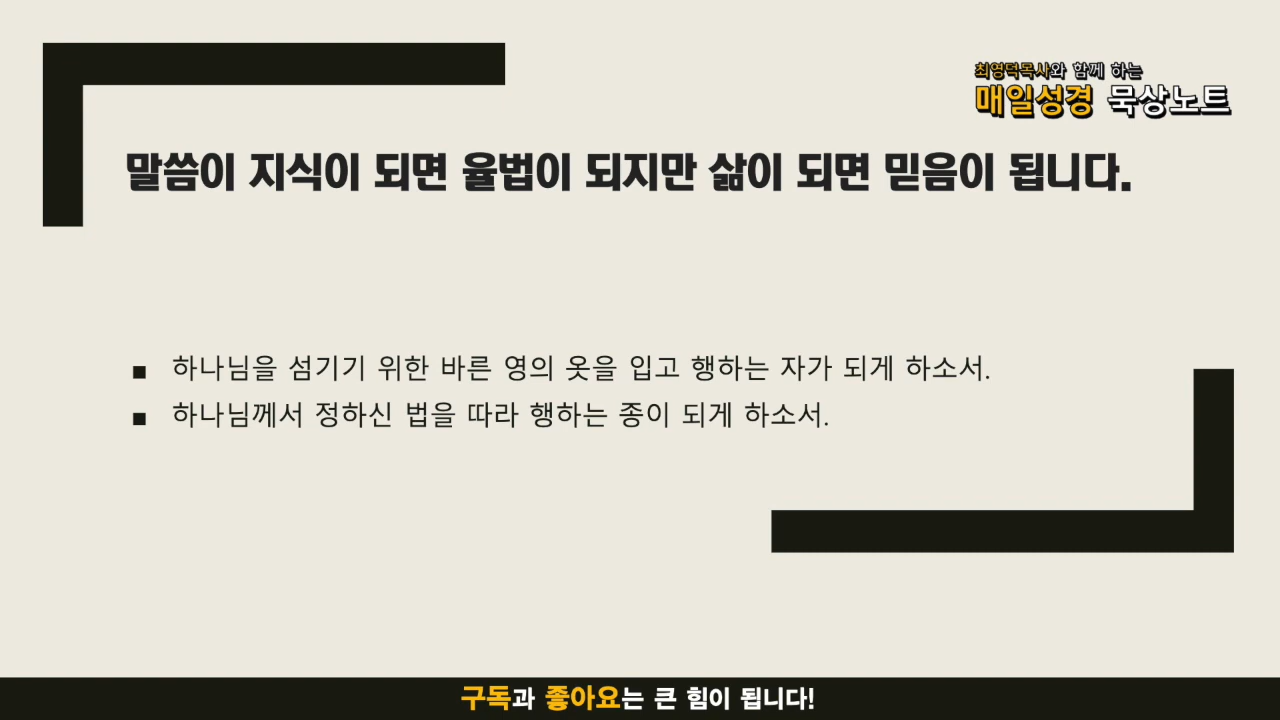 최영덕목사와 함께 하는
매일성경 묵상노트
말씀이 지식이 되면 율법이 되지만 삶이 되면 믿음이 됩니다.
■ 하나님을 섬기기 위한 바른 영의 옷을 입고 행하는 자가 되게 하소서.
■ 하나님께서 정하신 법을 따라 행하는 종이 되게 하소서.
구독과 좋아요는 큰 힘이 됩니다!